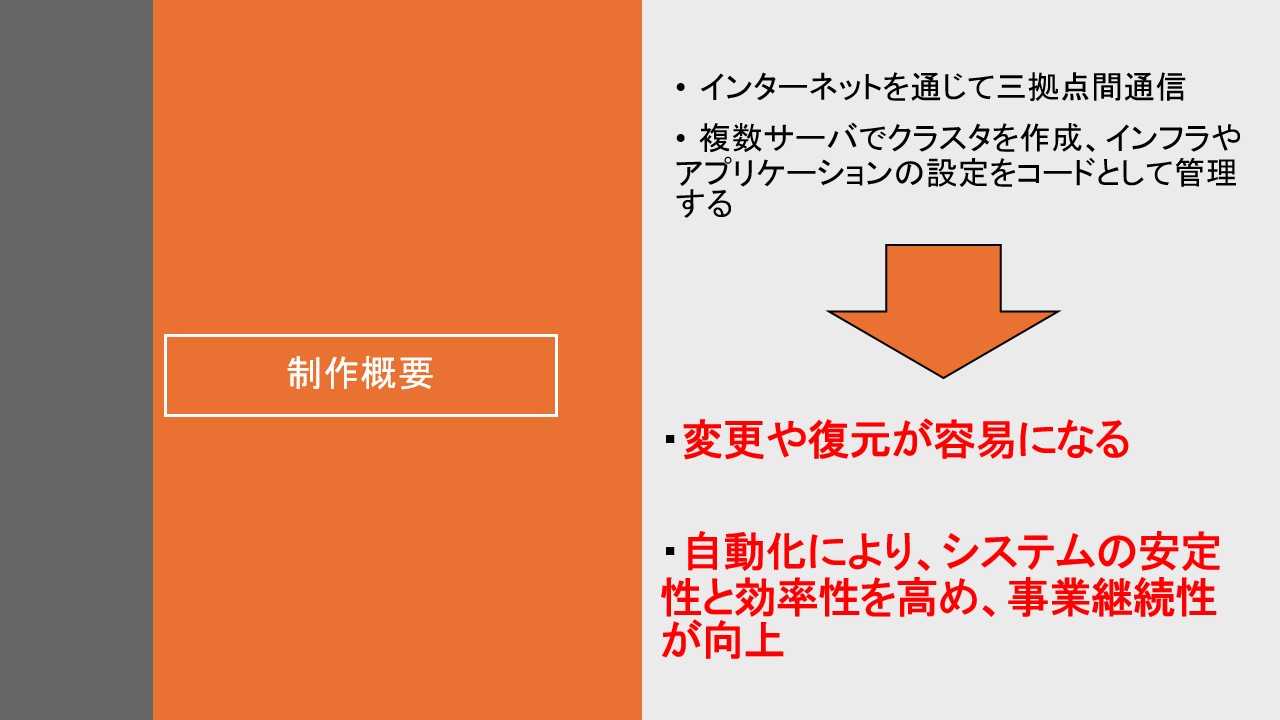 制作概要
• インターネットを通じて三拠点間通信
• 複数サーバでクラスタを作成、インフラや
アプリケーションの設定をコードとして管理
する
▪変更や復元が容易になる
▪自動化により、システムの安定
性と効率性を高め、事業継続性
が向上